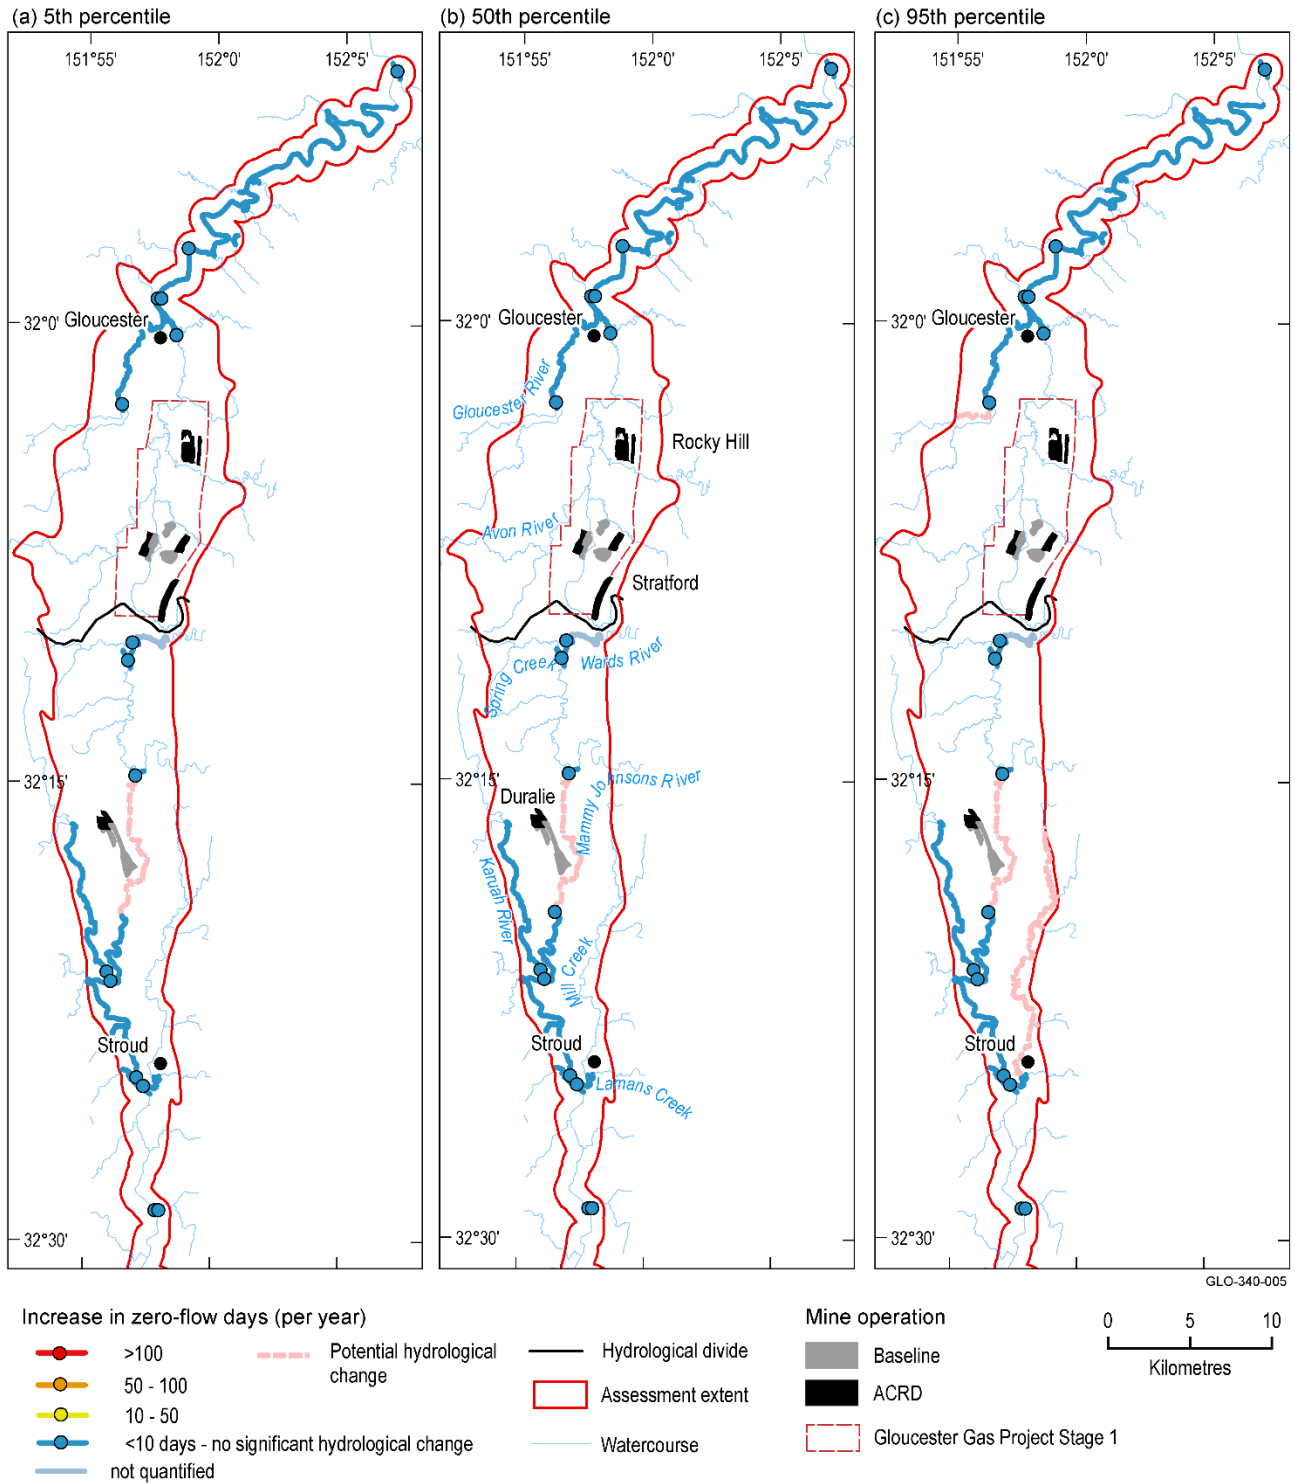 (a) 5th percentile
(b) 50th percentile
(c) 95th percentile
151°55'
152°0'
152°5'
151°55'
152°0'
152°5'
151°55'
152°0'
152°5'
32°0'
Gloucester
32°0'
Gloucester
32°0'
Gloucester
Gloucester River
Rocky Hill
Avon River
Stratford
Spring Creek
Wards River
32°15'
32°15'
Mammy Johnsons River
32°15'
Duralie
Karuah River
Mill Creek
Stroud
Stroud
Stroud
Lamans Creek
32°30'
32°30'
32°30'
GLO-340-005
Increase in zero-flow days (per year)
>100
50 - 100
10 - 50
<10 days - no significant hydrological change
not quantified
Potential hydrological
change
Hydrological divide
Assessment extent
Watercourse
Mine operation
Baseline
ACRD
Gloucester Gas Project Stage 1
0
5
10
Kilometres